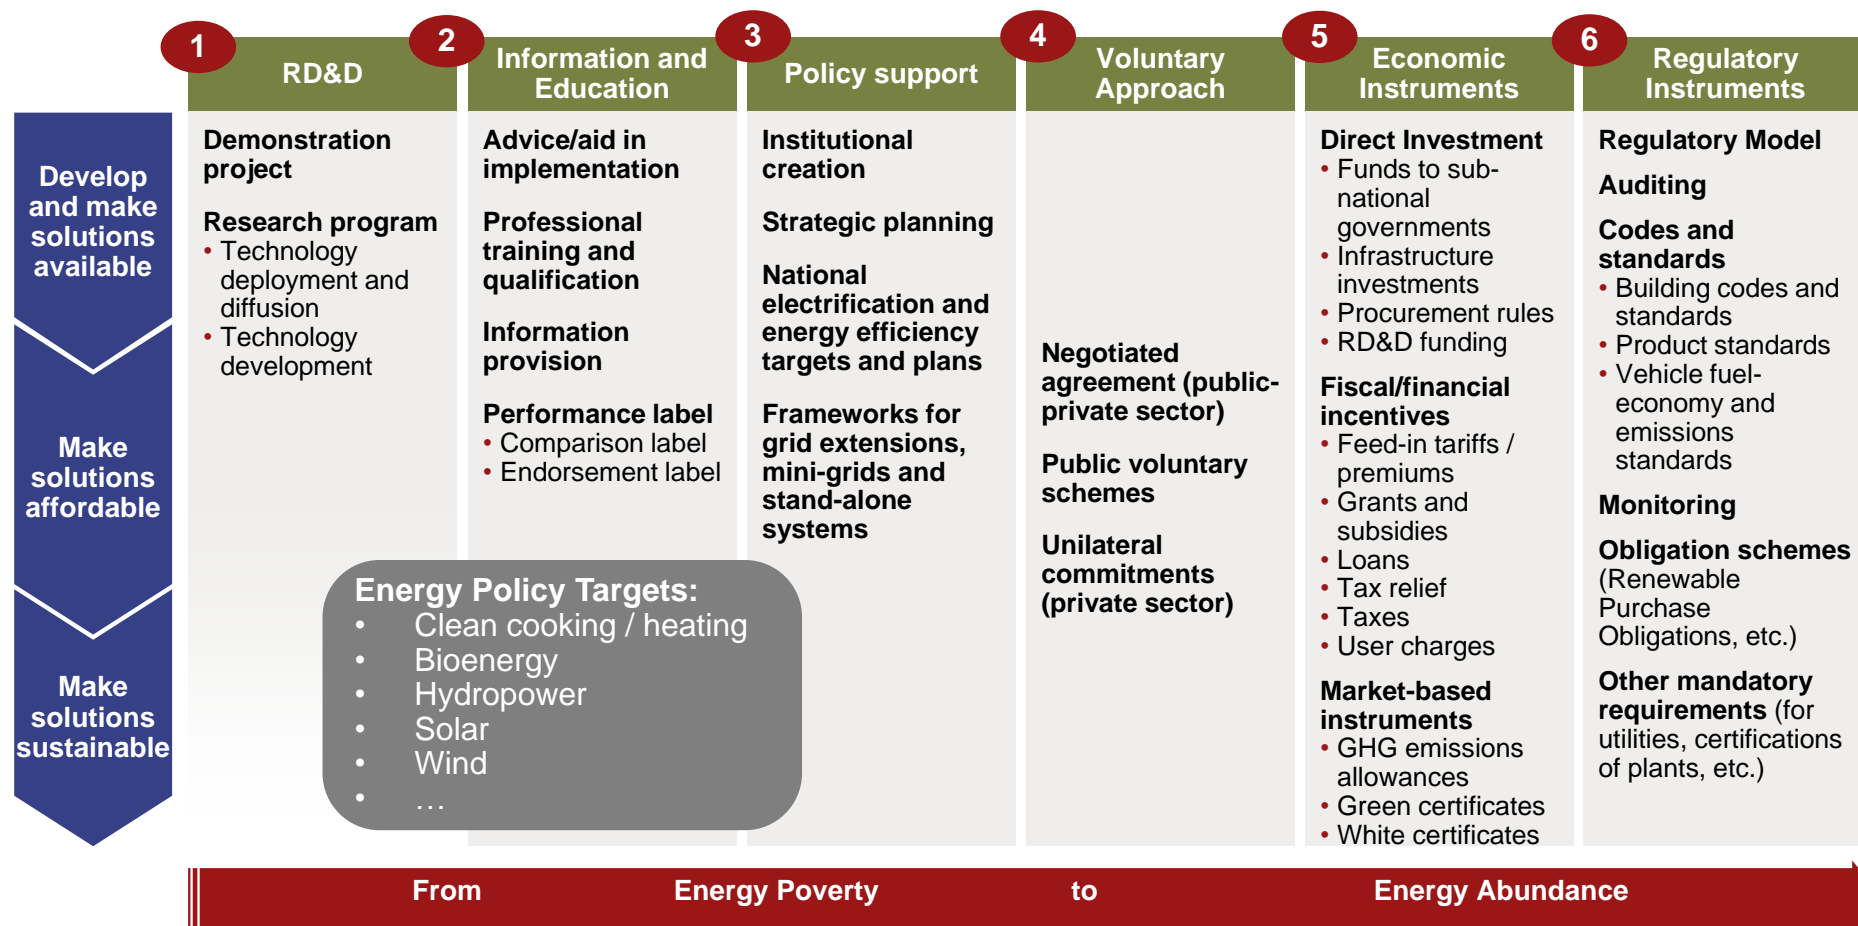 1
RD&D
2
Information and
Education
3
Policy support
4
Voluntary
Approach
5
Economic
Instruments
6
Regulatory
Instruments
Develop
and make
solutions
available
Make
solutions
affordable
Make
solutions
sustainable
Demonstration
project
Research program
• Technology
deployment and
diffusion
• Technology
development
Advice/aid in
implementation
Professional
training and
qualification
Information
provision
Performance label
• Comparison label
• Endorsement label
Institutional
creation
Strategic planning
National
electrification and
energy efficiency
targets and plans
Frameworks for
grid extensions,
mini-grids and
stand-alone
systems
Negotiated
agreement (public-
private sector)
Public voluntary
schemes
Unilateral
commitments
(private sector)
Direct Investment
• Funds to sub-
national
governments
• Infrastructure
investments
• Procurement rules
• RD&D funding
Fiscal/financial
incentives
• Feed-in tariffs /
premiums
• Grants and
subsidies
• Loans
• Tax relief
• Taxes
• User charges
Market-based
instruments
• GHG emissions
allowances
• Green certificates
• White certificates
Regulatory Model
Auditing
Codes and
standards
• Building codes and
standards
• Product standards
• Vehicle fuel-
economy and
emissions
standards
Monitoring
Obligation schemes
(Renewable
Purchase
Obligations, etc.)
Other mandatory
requirements (for
utilities, certifications
of plants, etc.)
Energy Policy Targets:
• Clean cooking / heating
• Bioenergy
• Hydropower
• Solar
• Wind
• …
From Energy Poverty to Energy Abundance